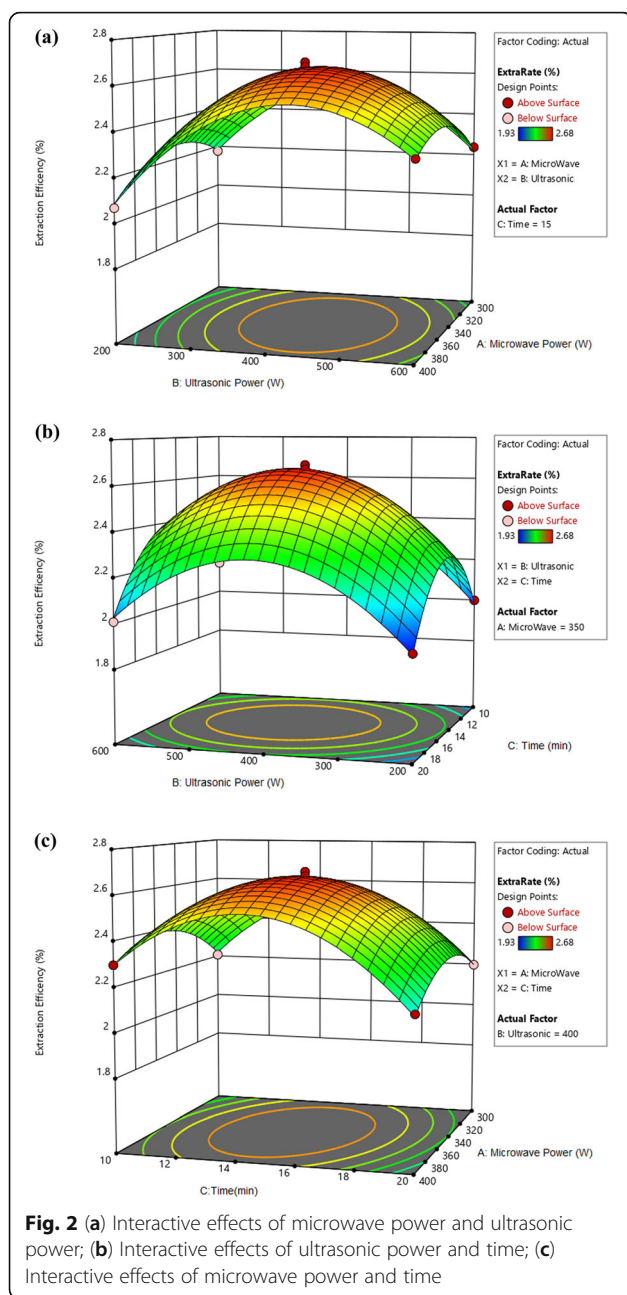 (a)
2.8
2.6
2.4
2.2
2
1.8
Extraction Efficency (%)
200
300
400
500
600
B: Ultrasonic Power (W)
300
320
340
360
380
400
A: Microwave Power (W)
Factor Coding: Actual
ExtraRate (%)
Design Points:
Above Surface
Below Surface
1.93 2.68
X1 = A: MicroWave
X2 = B: Ultrasonic
Actual Factor
C: Time = 15
(b)
2.8
2.6
2.4
2.2
2
1.8
Extraction Efficency (%)
600
500
400
300
200
B: Ultrasonic Power (W)
10
12
14
16
18
20
C: Time (min)
Factor Coding: Actual
ExtraRate (%)
Design Points:
Above Surface
Below Surface
1.93 2.68
X1 = B: Ultrasonic
X2 = C: Time
Actual Factor
A: MicroWave = 350
(c)
2.8
2.6
2.4
2.2
2
1.8
Extraction Efficency (%)
10
12
14
16
18
20
C:Time(min)
300
320
340
360
380
400
A: Microwave Power (W)
Factor Coding: Actual
ExtraRate (%)
Design Points:
Above Surface
Below Surface
1.93 2.68
X1 = A: MicroWave
X2 = C: Time
Actual Factor
B: Ultrasonic = 400
Fig. 2 (a) Interactive effects of microwave power and ultrasonic
power; (b) Interactive effects of ultrasonic power and time; (c)
Interactive effects of microwave power and time